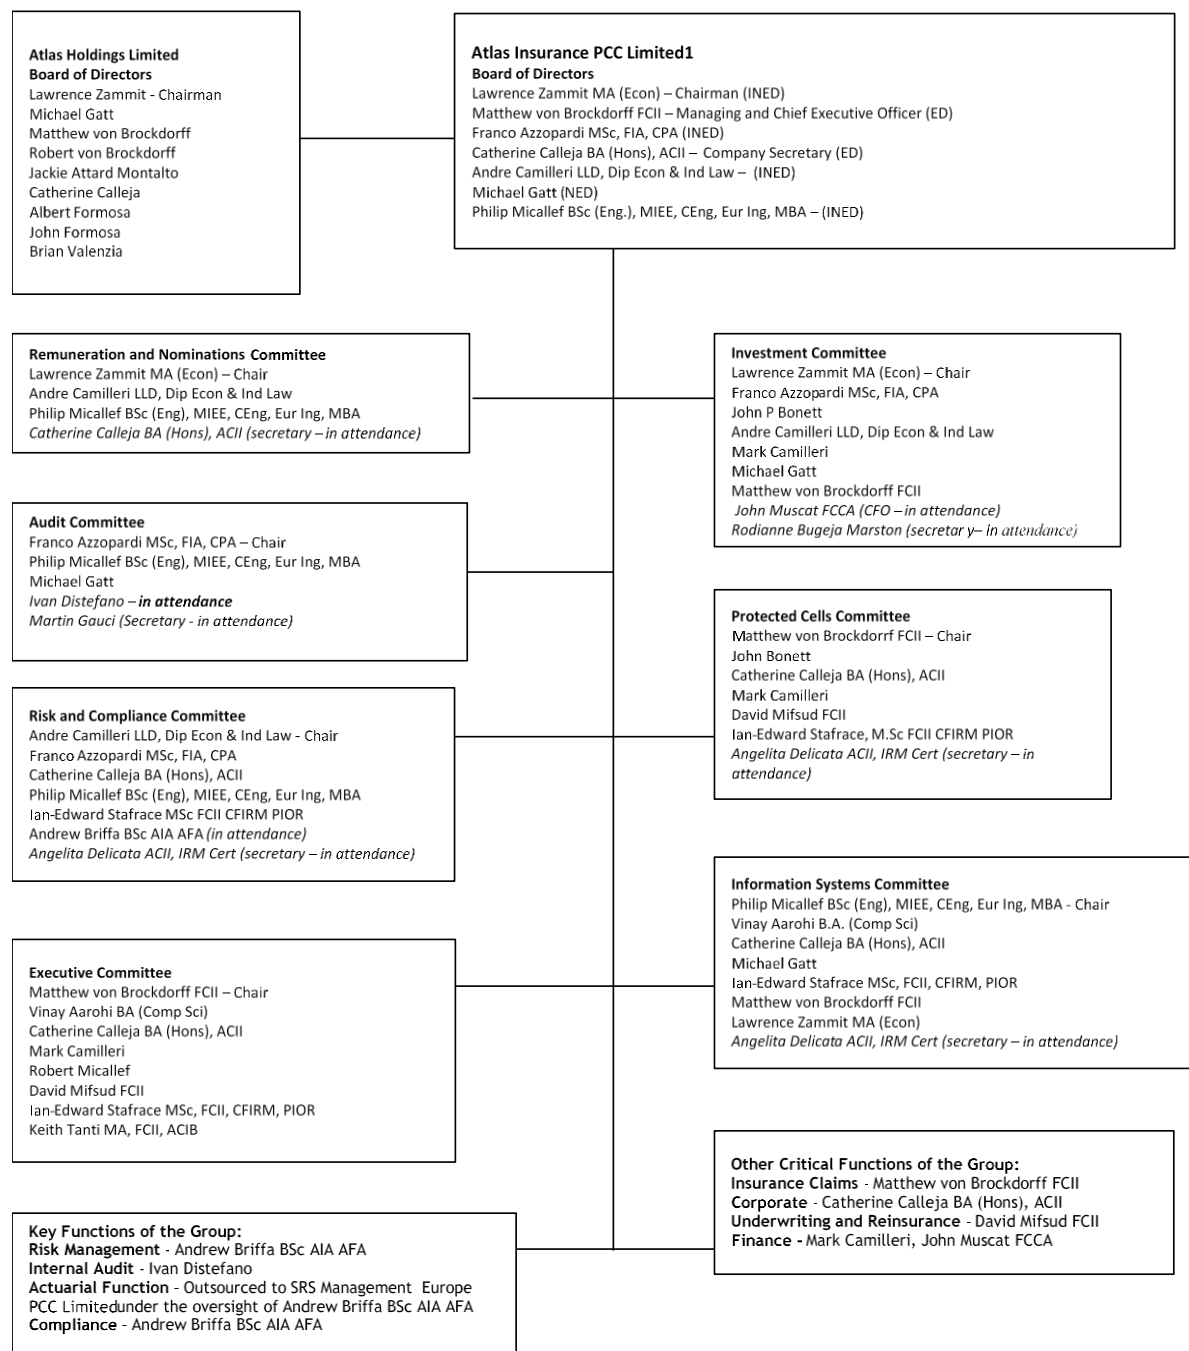 Atlas Holdings Limited
Board of Directors
Lawrence Zammit - Chairman
Michael Gatt
Matthew von Brockdorff
Robert von Brockdorff
Jackie Attard Montalto
Catherine Calleja
Albert Formosa
John Formosa
Brian Valenzia
Atlas Insurance PCC Limited1
Board of Directors
Lawrence Zammit MA (Econ) – Chairman (INED)
Matthew von Brockdorff FCII – Managing and Chief Executive Officer (ED)
Franco Azzopardi MSc, FIA, CPA (INED)
Catherine Calleja BA (Hons), ACII – Company Secretary (ED)
Andre Camilleri LLD, Dip Econ & Ind Law – (INED)
Michael Gatt (NED)
Philip Micallef BSc (Eng.), MIEE, CEng, Eur Ing, MBA – (INED)
Remuneration and Nominations Committee
Lawrence Zammit MA (Econ) – Chair
Andre Camilleri LLD, Dip Econ & Ind Law
Philip Micallef BSc (Eng), MIEE, CEng, Eur Ing, MBA
Catherine Calleja BA (Hons), ACII (secretary – in attendance)
Investment Committee
Lawrence Zammit MA (Econ) – Chair
Franco Azzopardi MSc, FIA, CPA
John P Bonett
Andre Camilleri LLD, Dip Econ & Ind Law
Mark Camilleri
Michael Gatt
Matthew von Brockdorff FCII
John Muscat FCCA (CFO – in attendance)
Rodianne Bugeja Marston (secretar y– in attendance)
Audit Committee
Franco Azzopardi MSc, FIA, CPA – Chair
Philip Micallef BSc (Eng), MIEE, CEng, Eur Ing, MBA
Michael Gatt
Ivan Distefano – in attendance
Martin Gauci (Secretary - in attendance)
Protected Cells Committee
Matthew von Brockdorrf FCII – Chair
John Bonett
Catherine Calleja BA (Hons), ACII
Mark Camilleri
David Mifsud FCII
Ian-Edward Stafrace, M.Sc FCII CFIRM PIOR
Angelita Delicata ACII, IRM Cert (secretary – in
attendance)
Risk and Compliance Committee
Andre Camilleri LLD, Dip Econ & Ind Law - Chair
Franco Azzopardi MSc, FIA, CPA
Catherine Calleja BA (Hons), ACII
Philip Micallef BSc (Eng), MIEE, CEng, Eur Ing, MBA
Ian-Edward Stafrace MSc FCII CFIRM PIOR
Andrew Briffa BSc AIA AFA (in attendance)
Angelita Delicata ACII, IRM Cert (secretary – in attendance)
Information Systems Committee
Philip Micallef BSc (Eng), MIEE, CEng, Eur Ing, MBA - Chair
Vinay Aarohi B.A. (Comp Sci)
Catherine Calleja BA (Hons), ACII
Michael Gatt
Ian-Edward Stafrace MSc, FCII, CFIRM, PIOR
Matthew von Brockdorff FCII
Lawrence Zammit MA (Econ)
Angelita Delicata ACII, IRM Cert (secretary – in attendance)
Executive Committee
Matthew von Brockdorff FCII – Chair
Vinay Aarohi BA (Comp Sci)
Catherine Calleja BA (Hons), ACII
Mark Camilleri
Robert Micallef
David Mifsud FCII
Ian-Edward Stafrace MSc, FCII, CFIRM, PIOR
Keith Tanti MA, FCII, ACIB
Other Critical Functions of the Group:
Insurance Claims - Matthew von Brockdorff FCII
Corporate - Catherine Calleja BA (Hons), ACII
Underwriting and Reinsurance - David Mifsud FCII
Finance - Mark Camilleri, John Muscat FCCA
Key Functions of the Group:
Risk Management - Andrew Briffa BSc AIA AFA
Internal Audit - Ivan Distefano
Actuarial Function - Outsourced to SRS Management Europe
PCC Limitedunder the oversight of Andrew Briffa BSc AIA AFA
Compliance - Andrew Briffa BSc AIA AFA